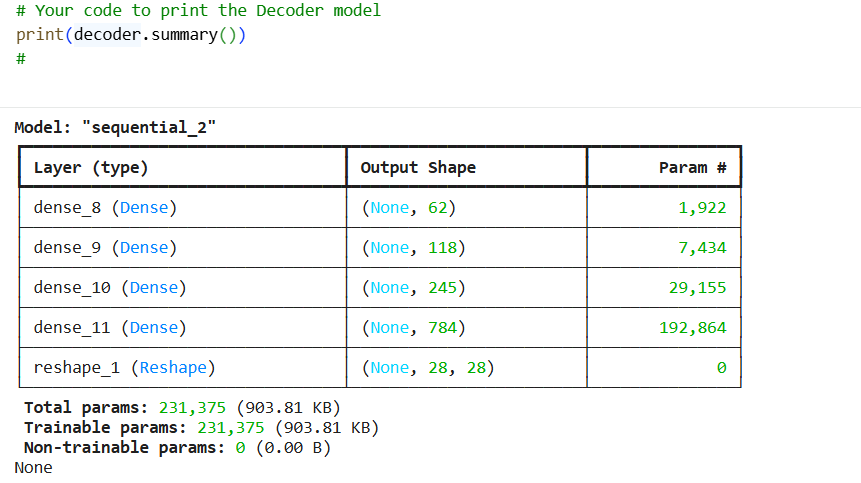 # Your code to print the Decoder model
print(decoder.summary())
#
Model: "sequential_2"
Layer (type) Output Shape Param #
dense_8 (Dense) (None, 62) 1,922
dense_9 (Dense) (None, 118) 7,434
dense_10 (Dense) (None, 245) 29,155
dense_11 (Dense) (None, 784) 192,864
reshape_1 (Reshape) (None, 28, 28) 0
Total params: 231,375 (903.81 KB)
Trainable params: 231,375 (903.81 KB)
Non-trainable params: 0 (0.00 B)
None